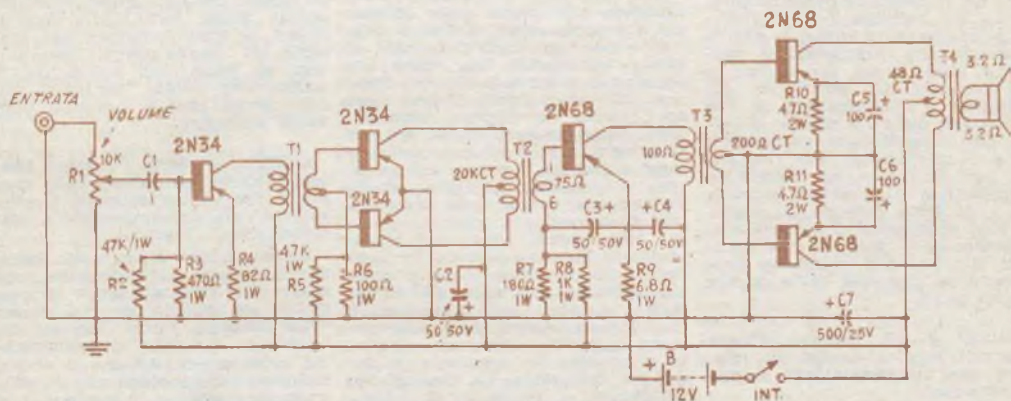 ENTRATA
VOLUME
10K
R1
C1
2N34
47K/1W
R2
R3
470Ω
1W
R4
82Ω
1W
T1
2N34
2N34
47K
1W
R5
R6
100Ω
1W
20KCT
T2
C2
+
50/50V
2N68
75Ω
R7
180Ω
1W
R8
1K
1W
C3 +
50/50V
+ C4
50/50V
R9
6.8Ω
1W
100Ω
T3
200Ω CT
2N68
R10
47Ω
2W
C5
100
+
R11
4.7Ω
2W
C6
100
+
2N68
48Ω
CT
T4
3.2Ω
3.2Ω
+ C7
500/25V
+ B
12V
INT.